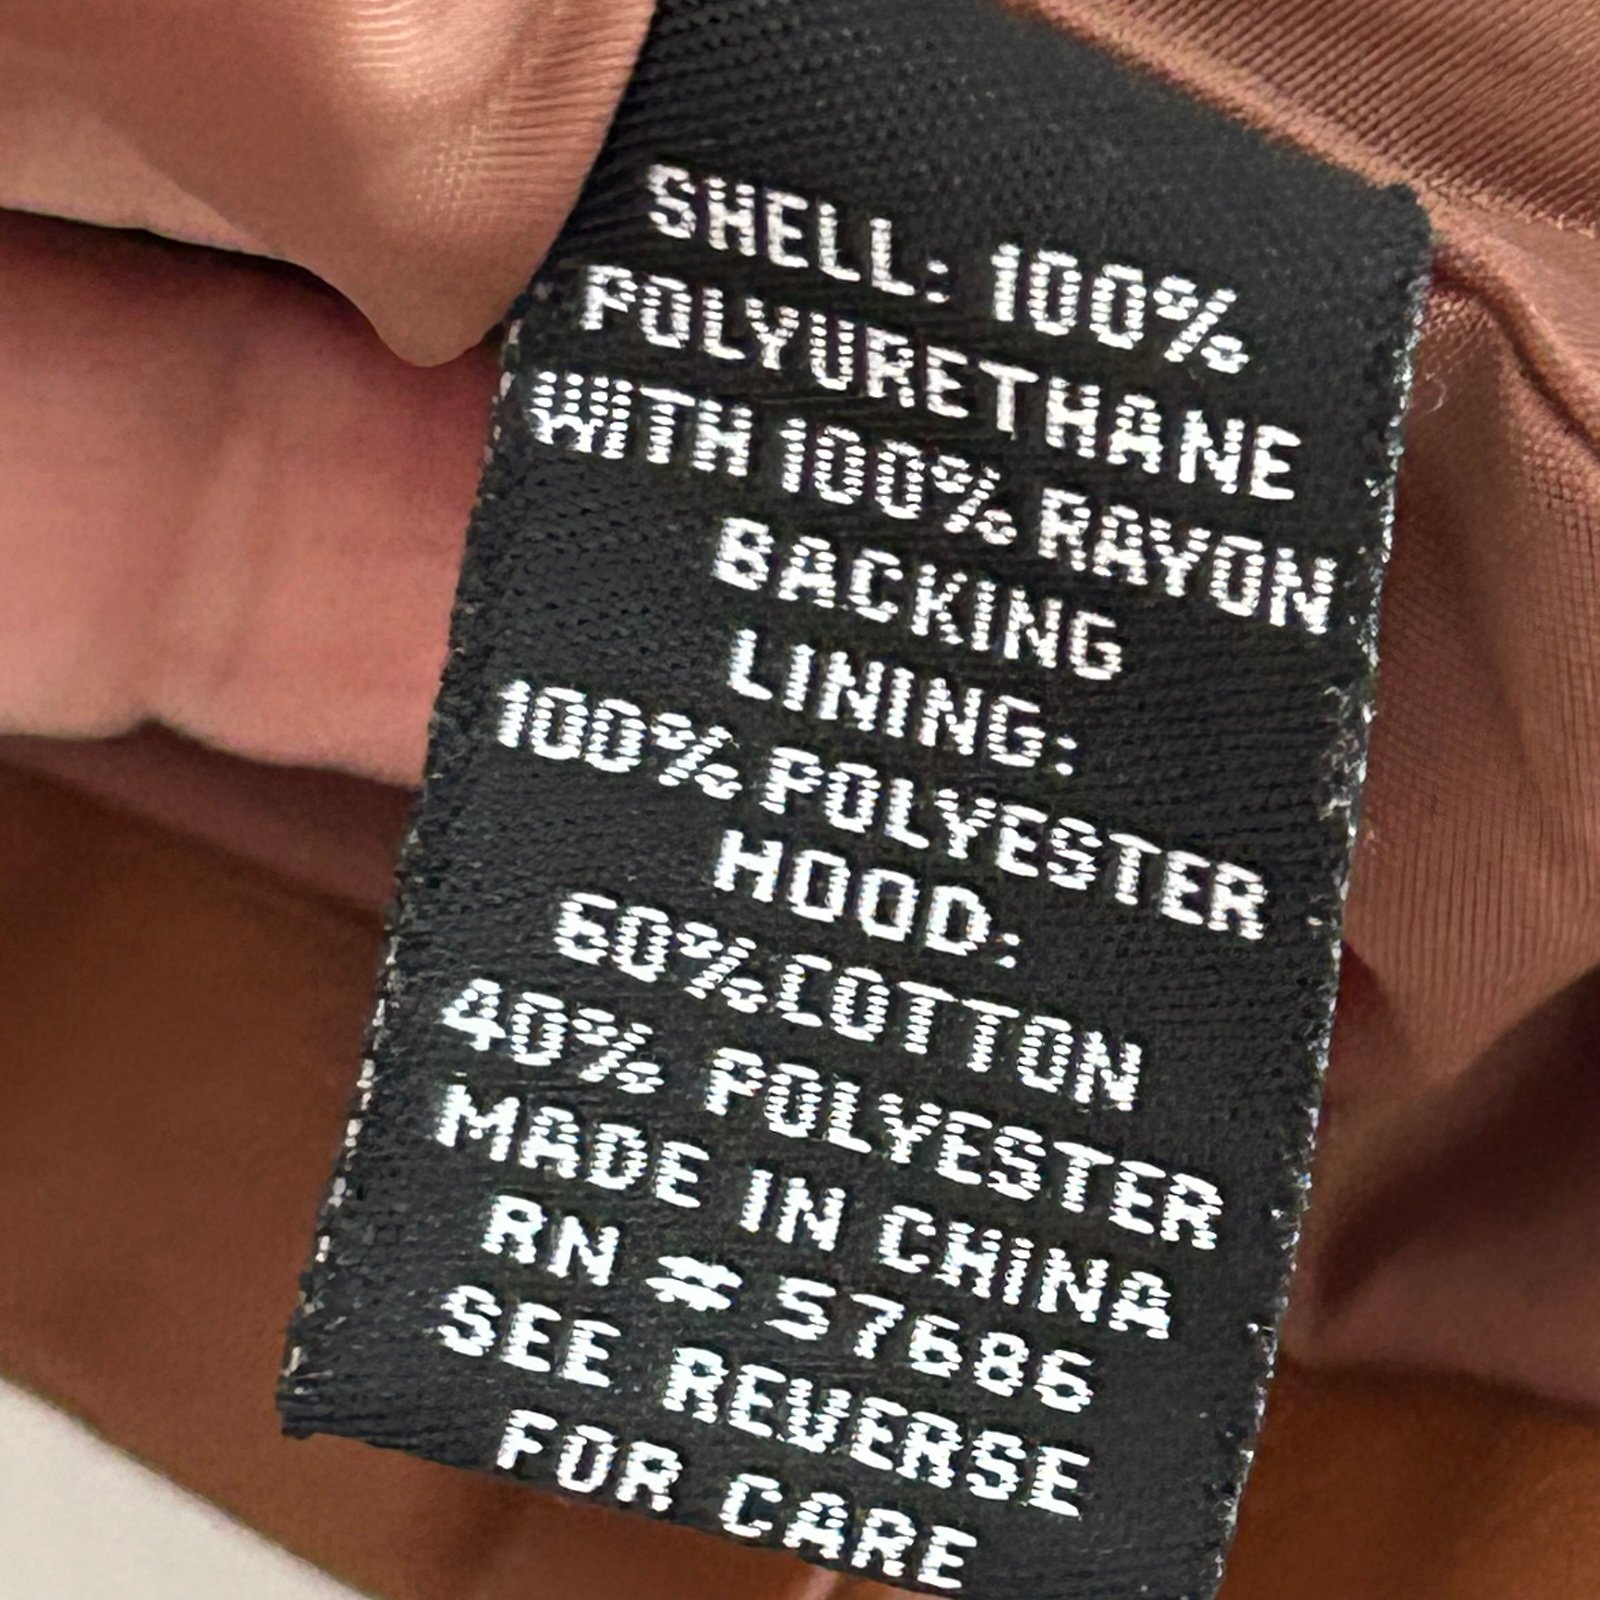 SHELL: 100%
POLYURETHANE
WITH 100% RAYON
BACKING
LINING:
100% POLYESTER
HOOD:
60% COTTON
40% POLYESTER
MADE IN CHINA
RN # 57686
SEE REVERSE
FOR CARE